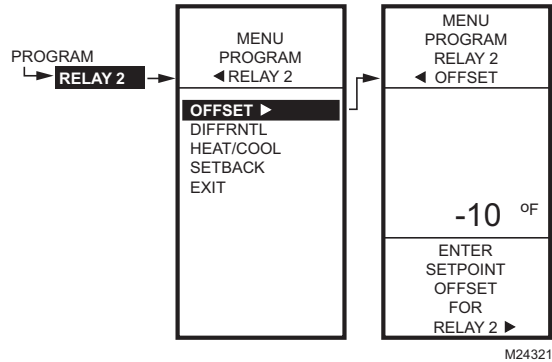 PROGRAM
RELAY 2
MENU
PROGRAM
◄RELAY 2
OFFSET ►
DIFFRNTL
HEAT/COOL
SETBACK
EXIT
MENU
PROGRAM
RELAY 2
◄ OFFSET
-10 ºF
ENTER
SETPOINT
OFFSET
FOR
RELAY 2 ►
M24321